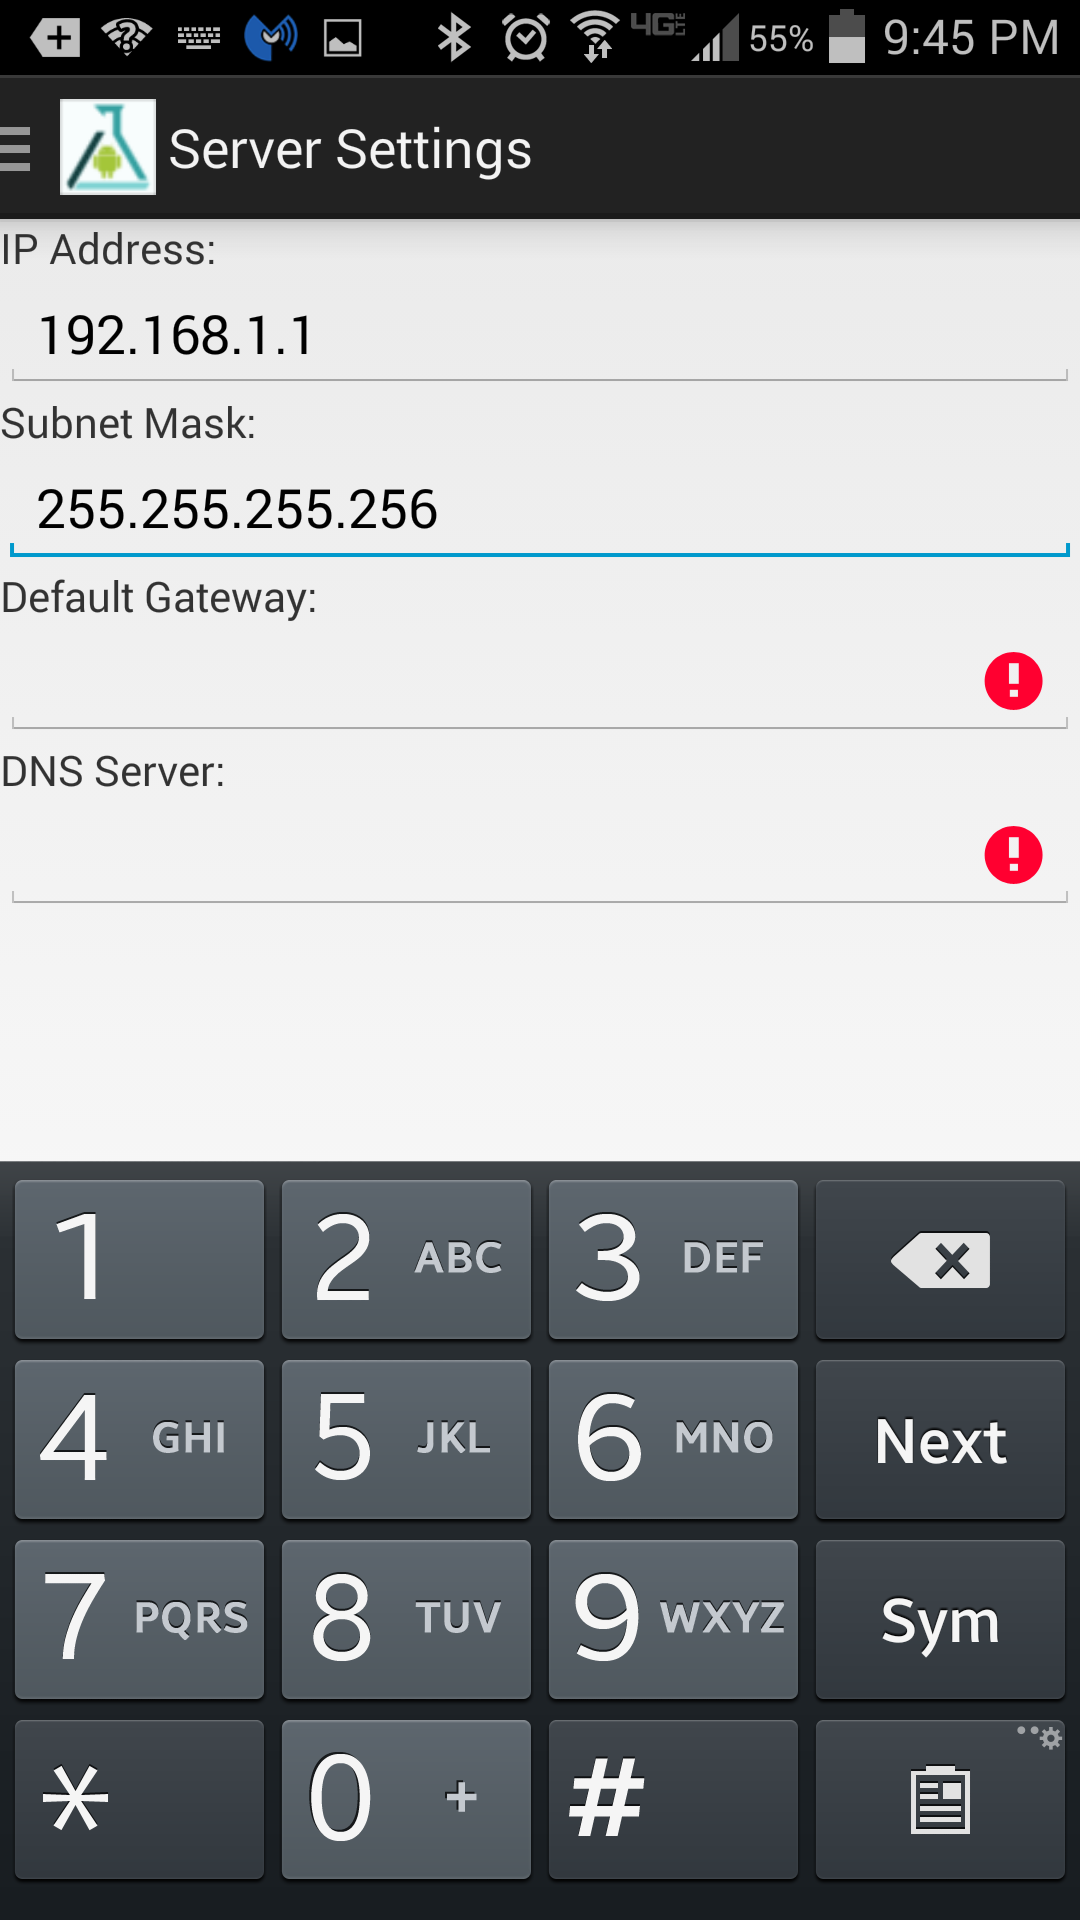 4G LTE 55% 9:45 PM
Server Settings
IP Address:
192.168.1.1
Subnet Mask:
255.255.255.256
Default Gateway:
DNS Server:
1 2 ABC 3 DEF
4 GHI 5 JKL 6 MNO Next
7 PQRS 8 TUV 9 WXYZ Sym
* 0 + #